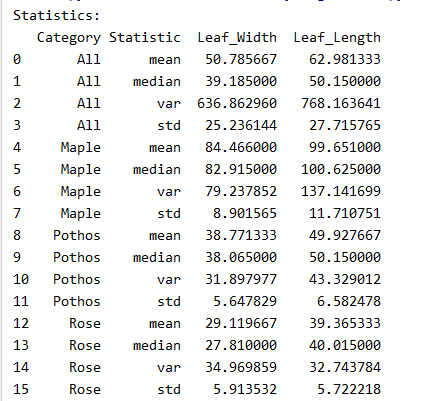 Statistics:
Category Statistic Leaf_Width Leaf_Length
0 All mean 50.785667 62.981333
1 All median 39.185000 50.150000
2 All var 636.862960 768.163641
3 All std 25.236144 27.715765
4 Maple mean 84.466000 99.651000
5 Maple median 82.915000 100.625000
6 Maple var 79.237852 137.141699
7 Maple std 8.901565 11.710751
8 Pothos mean 38.771333 49.927667
9 Pothos median 38.065000 50.150000
10 Pothos var 31.897977 43.329012
11 Pothos std 5.647829 6.582478
12 Rose mean 29.119667 39.365333
13 Rose median 27.810000 40.015000
14 Rose var 34.969859 32.743784
15 Rose std 5.913532 5.722218